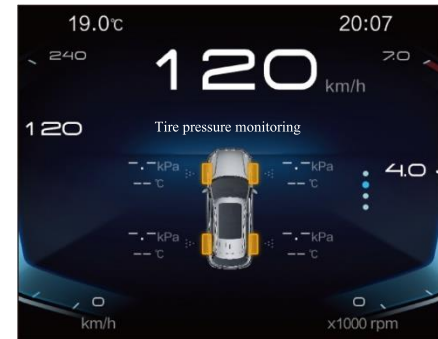 19.0℃ 20:07
240 120 km/h 7.0
120 Tire pressure monitoring
-.-kPa -.-kPa
--℃ --℃
4.0
-.-kPa -.-kPa
--℃ --℃
0 0
km/h x1000 rpm